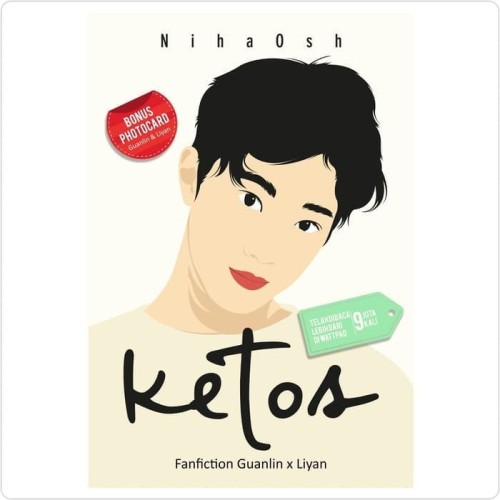 NihaOsh
BONUS
PHOTOCARD
Guanlin & Liyan
TELAH DIBACA
LEBIH DARI
DI WATTPAD
9 JUTA
KALI
Ketos
Fanfiction Guanlin x Liyan